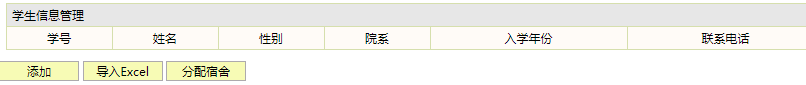 学生信息管理
学号 姓名 性别 院系 入学年份 联系电话
添加 导入Excel 分配宿舍